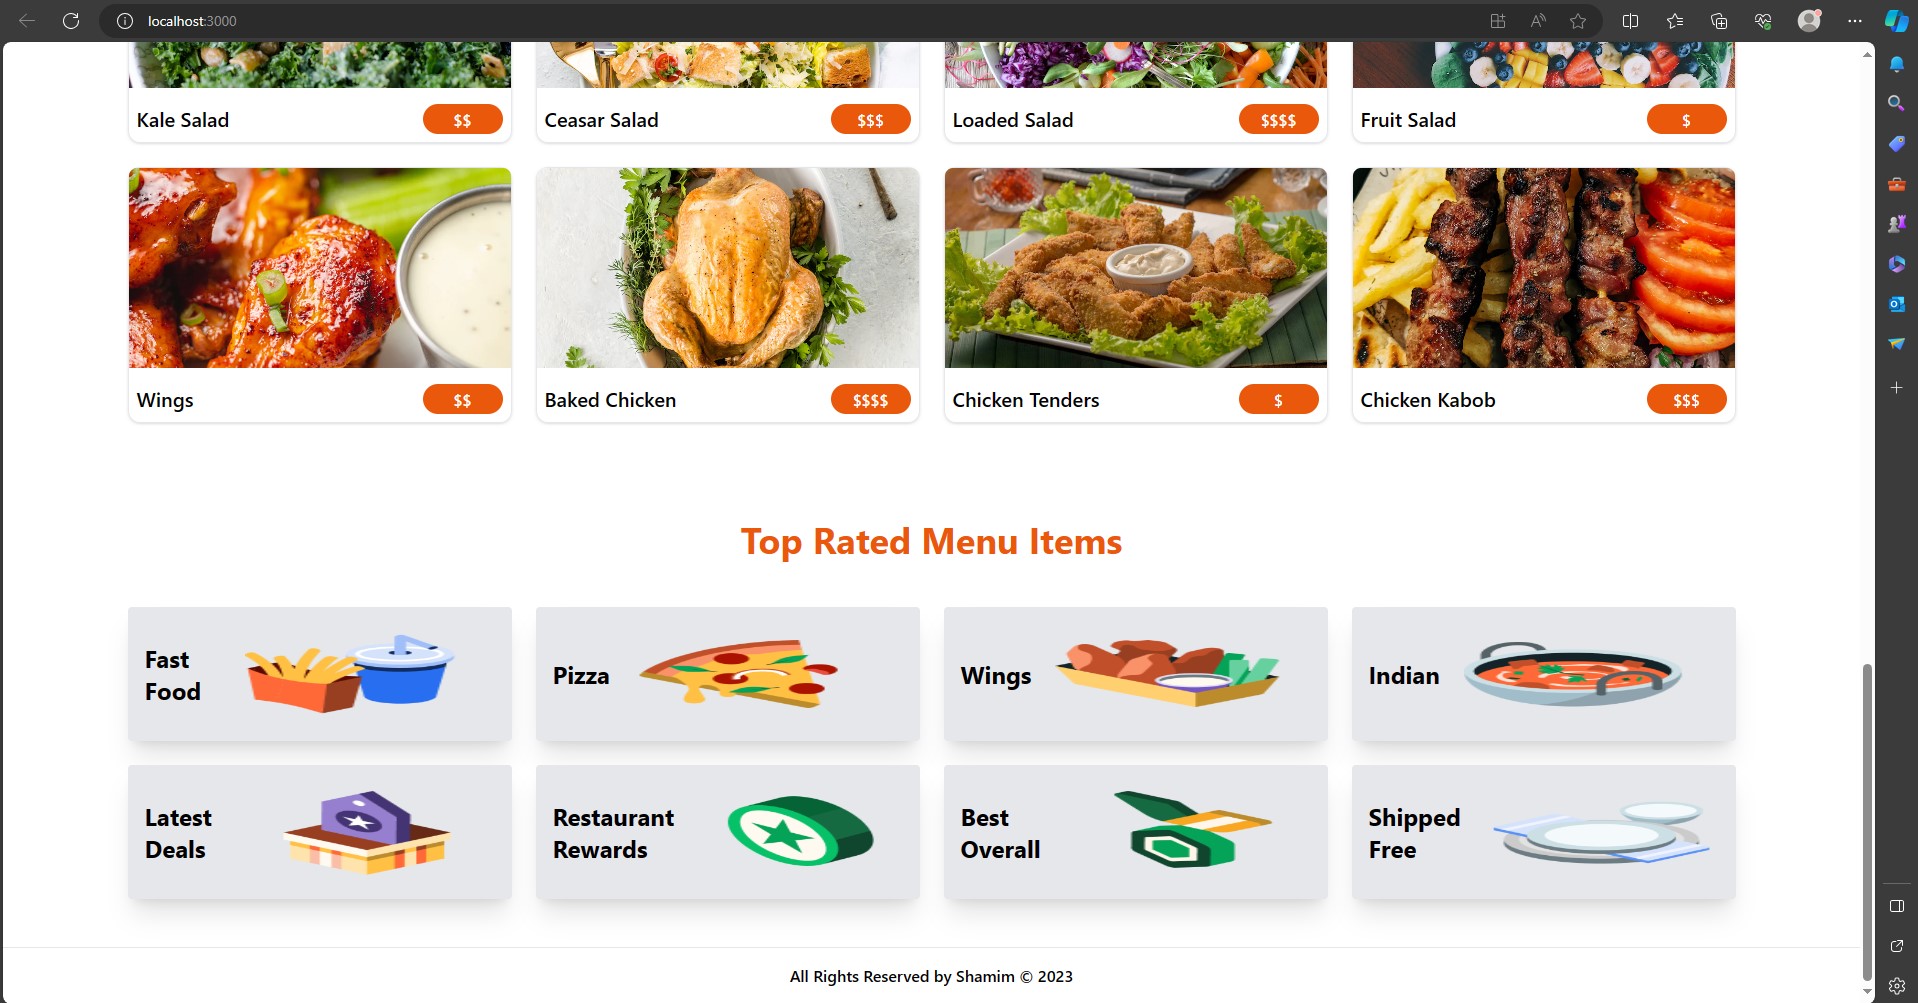 localhost:3000
Kale Salad $$
Ceasar Salad $$$
Loaded Salad $$$$
Fruit Salad $
Wings $$
Baked Chicken $$$$
Chicken Tenders $
Chicken Kabob $$$
Top Rated Menu Items
Fast
Food
Pizza
Wings
Indian
Latest
Deals
Restaurant
Rewards
Best
Overall
Shipped
Free
All Rights Reserved by Shamim © 2023